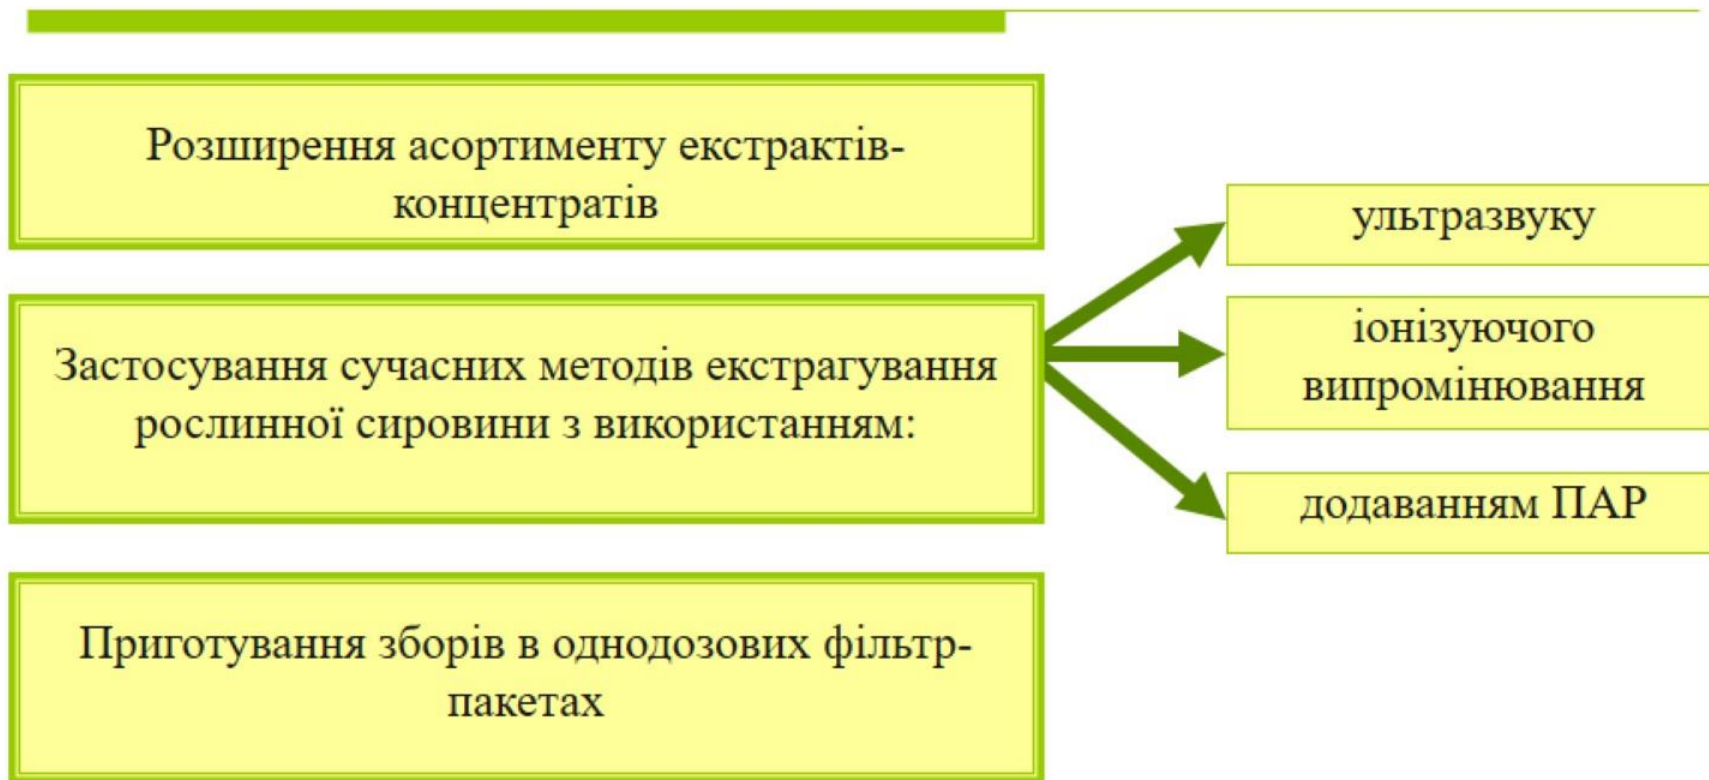 Розширення асортименту екстрактів-
концентратів
Застосування сучасних методів екстрагування
рослинної сировини з використанням:
ультразвуку
іонізуючого
випромінювання
додаванням ПАР
Приготування зборів в однодозових фільтр-
пакетах